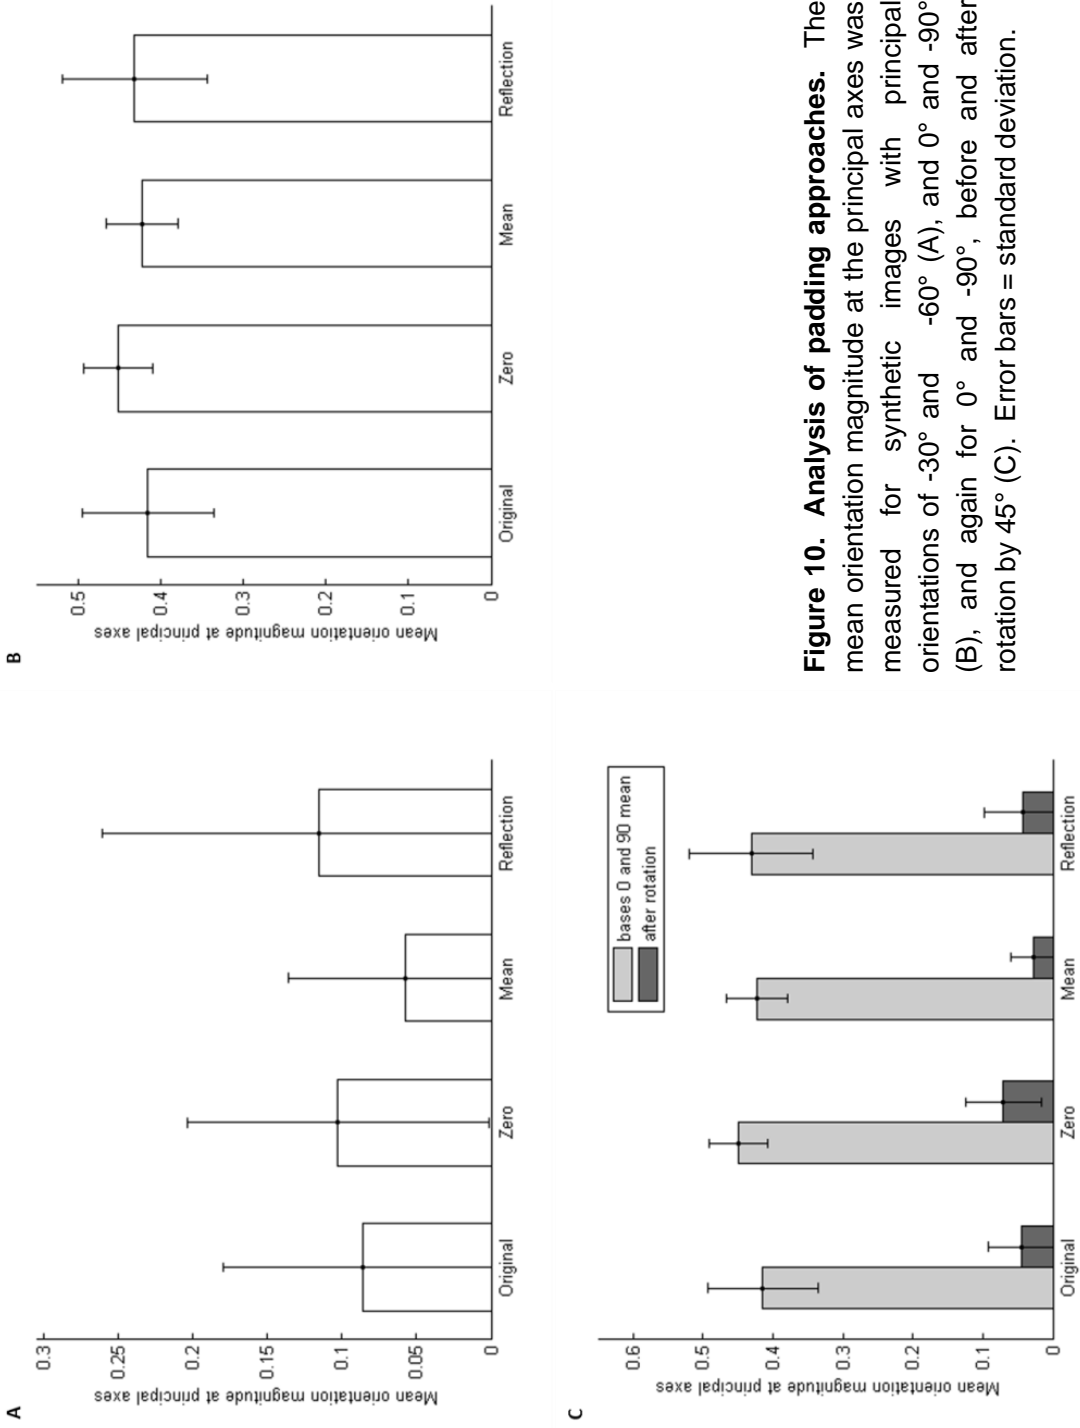 A
Mean orientation magnitude at principal axes
0.3
0.25
0.2
0.15
0.1
0.05
0
Original
Zero
Mean
Reflection
B
Mean orientation magnitude at principal axes
0.5
0.4
0.3
0.2
0.1
0
Original
Zero
Mean
Reflection
C
Mean orientation magnitude at principal axes
0.6
0.5
0.4
0.3
0.2
0.1
0
bases 0 and 90 mean
after rotation
Original
Zero
Mean
Reflection
Figure 10. Analysis of padding approaches. The
mean orientation magnitude at the principal axes was
measured for synthetic images with principal
orientations of -30° and -60° (A), and 0° and -90°
(B), and again for 0° and -90°, before and after
rotation by 45° (C). Error bars = standard deviation.